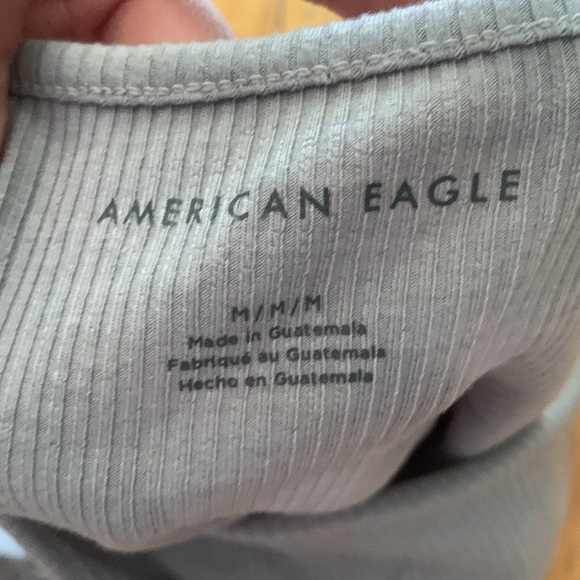 AMERICAN EAGLE
M/M/M
Made in Guatemala
Fabriqué au Guatemala
Hecho en Guatemala